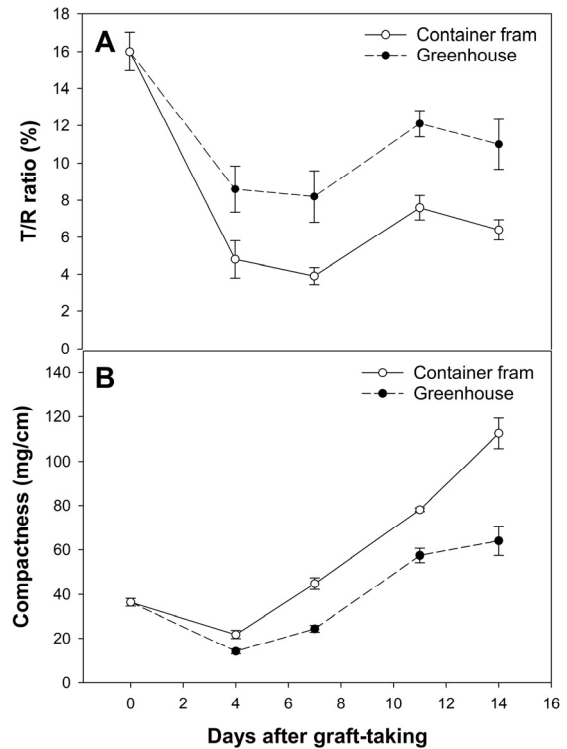 A
Container fram
Greenhouse
T/R ratio (%)
18
16
14
12
10
8
6
4
2
0
B
Container fram
Greenhouse
Compactness (mg/cm)
140
120
100
80
60
40
20
0
0 2 4 6 8 10 12 14 16
Days after graft-taking